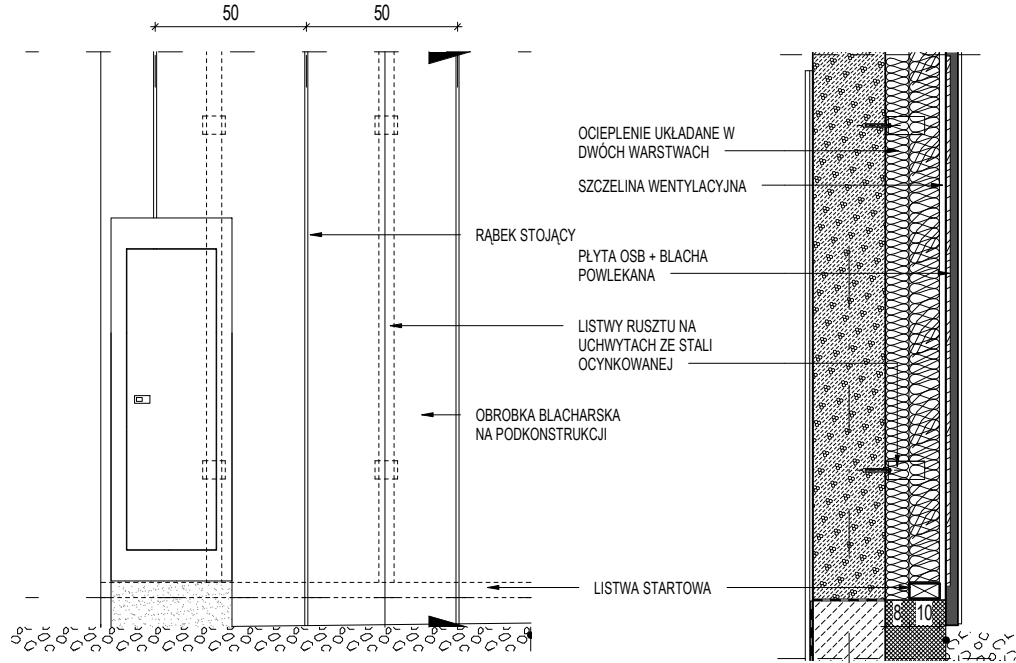 50
50
OCIEPLENIE UKŁADANE W
DWÓCH WARSTWACH
SZCZELINA WENTYLACYJNA
RĄBEK STOJĄCY
PŁYTA OSB + BLACHA
POWLEKANA
LISTWY RUSZTU NA
UCHWYTACH ZE STALI
OCYNKOWANEJ
OBROBKA BLACHARSKA
NA PODKONSTRUKCJI
LISTWA STARTOWA
8
10